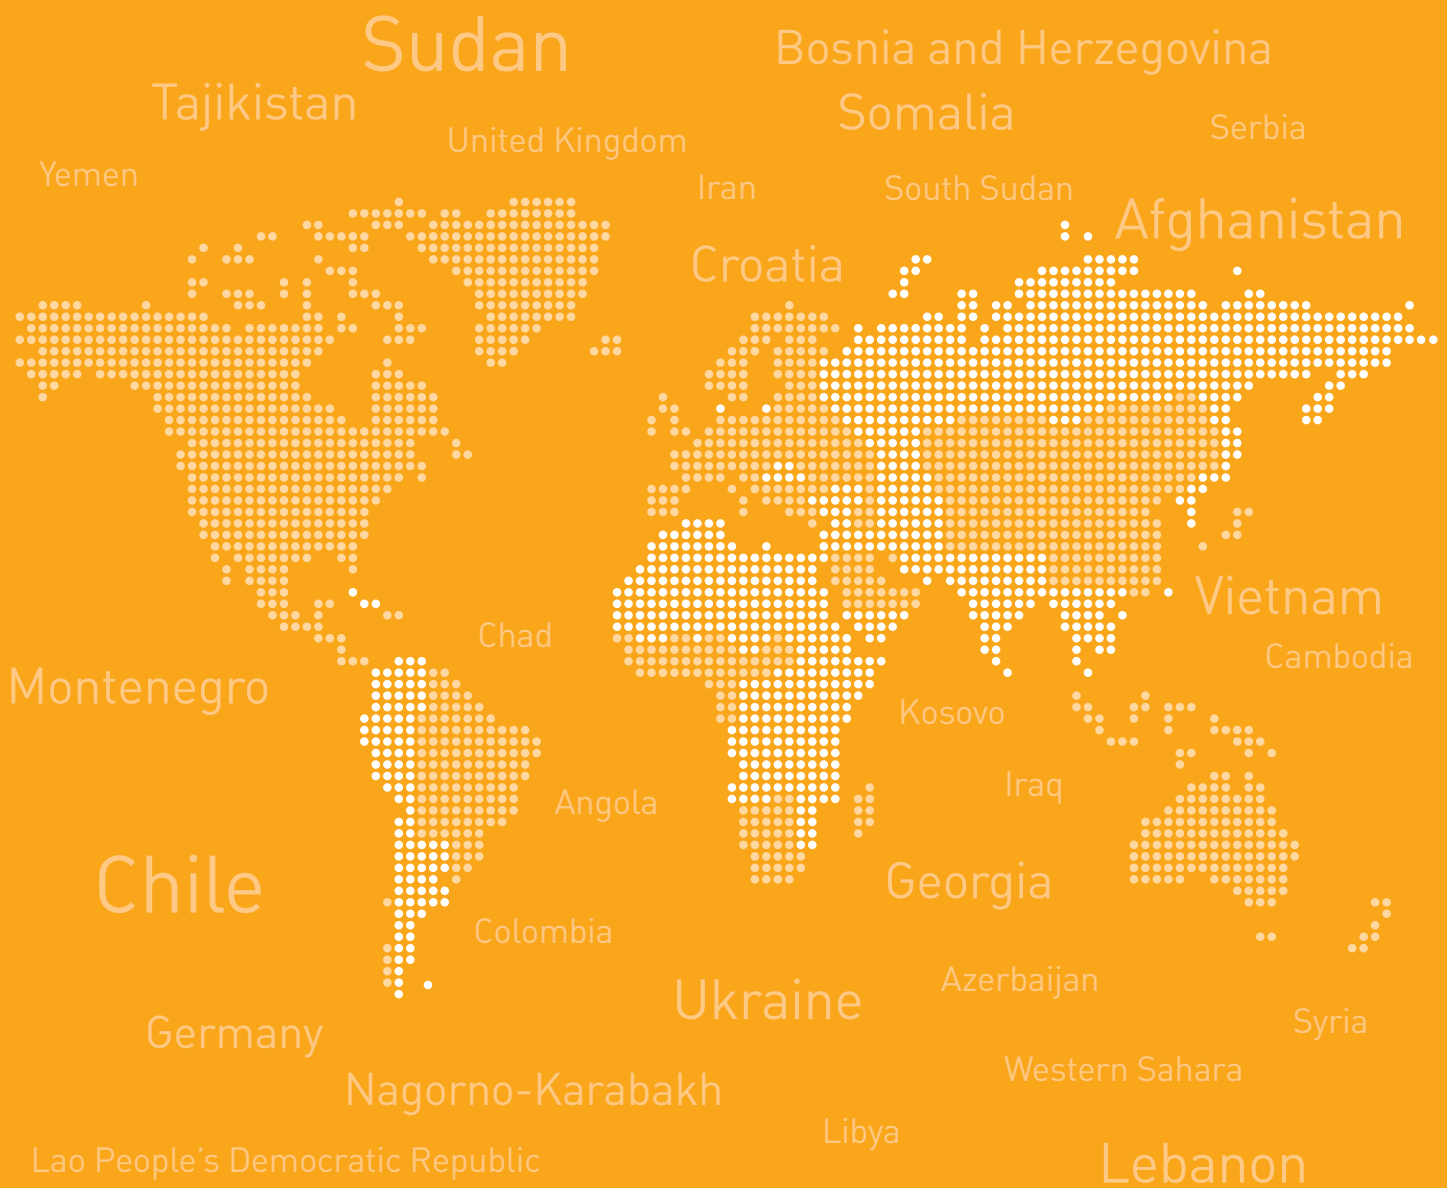 Sudan
Bosnia and Herzegovina
Tajikistan
Somalia
Serbia
United Kingdom
Yemen
Iran
South Sudan
Afghanistan
Croatia
Vietnam
Chad
Cambodia
Montenegro
Kosovo
Iraq
Angola
Chile
Georgia
Colombia
Azerbaijan
Ukraine
Syria
Germany
Western Sahara
Nagorno-Karabakh
Libya
Lao People’s Democratic Republic
Lebanon